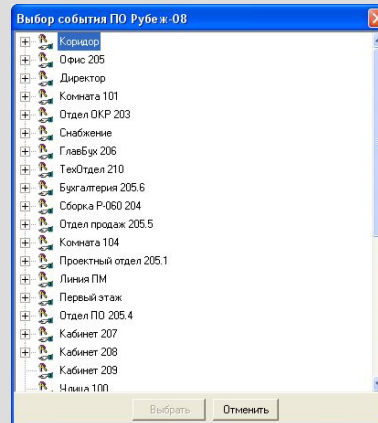 Выбор события ПО Рубеж-08
Коридор
Офис 205
Директор
Комната 101
Отдел ОКР 203
Снабжение
ГлавБух 206
ТехОтдел 210
Бухгалтерия 205.6
Сборка Р-060 204
Отдел продаж 205.5
Комната 104
Проектный отдел 205.1
Линия ПМ
Первый этаж
Отдел ПО 205.4
Кабинет 207
Кабинет 208
Кабинет 209
Улица 100
Выбрать
Отменить